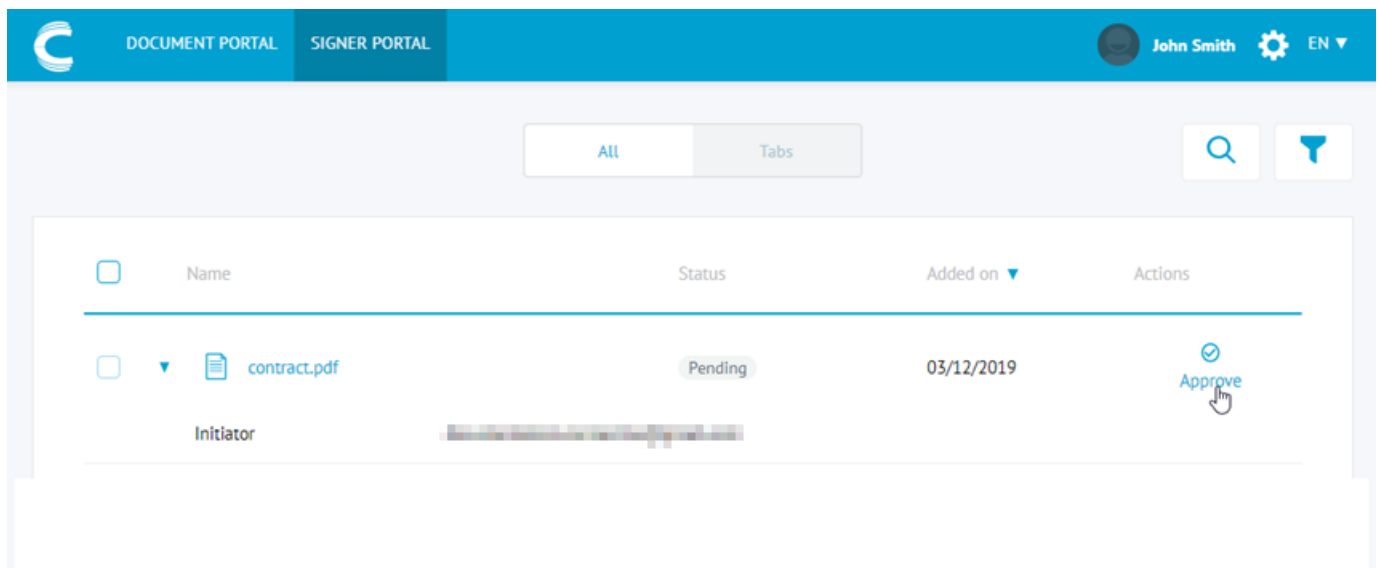 DOCUMENT PORTAL SIGNER PORTAL John Smith EN
All Tabs
Name Status Added on Actions
contract.pdf Pending 03/12/2019 Approve
Initiator